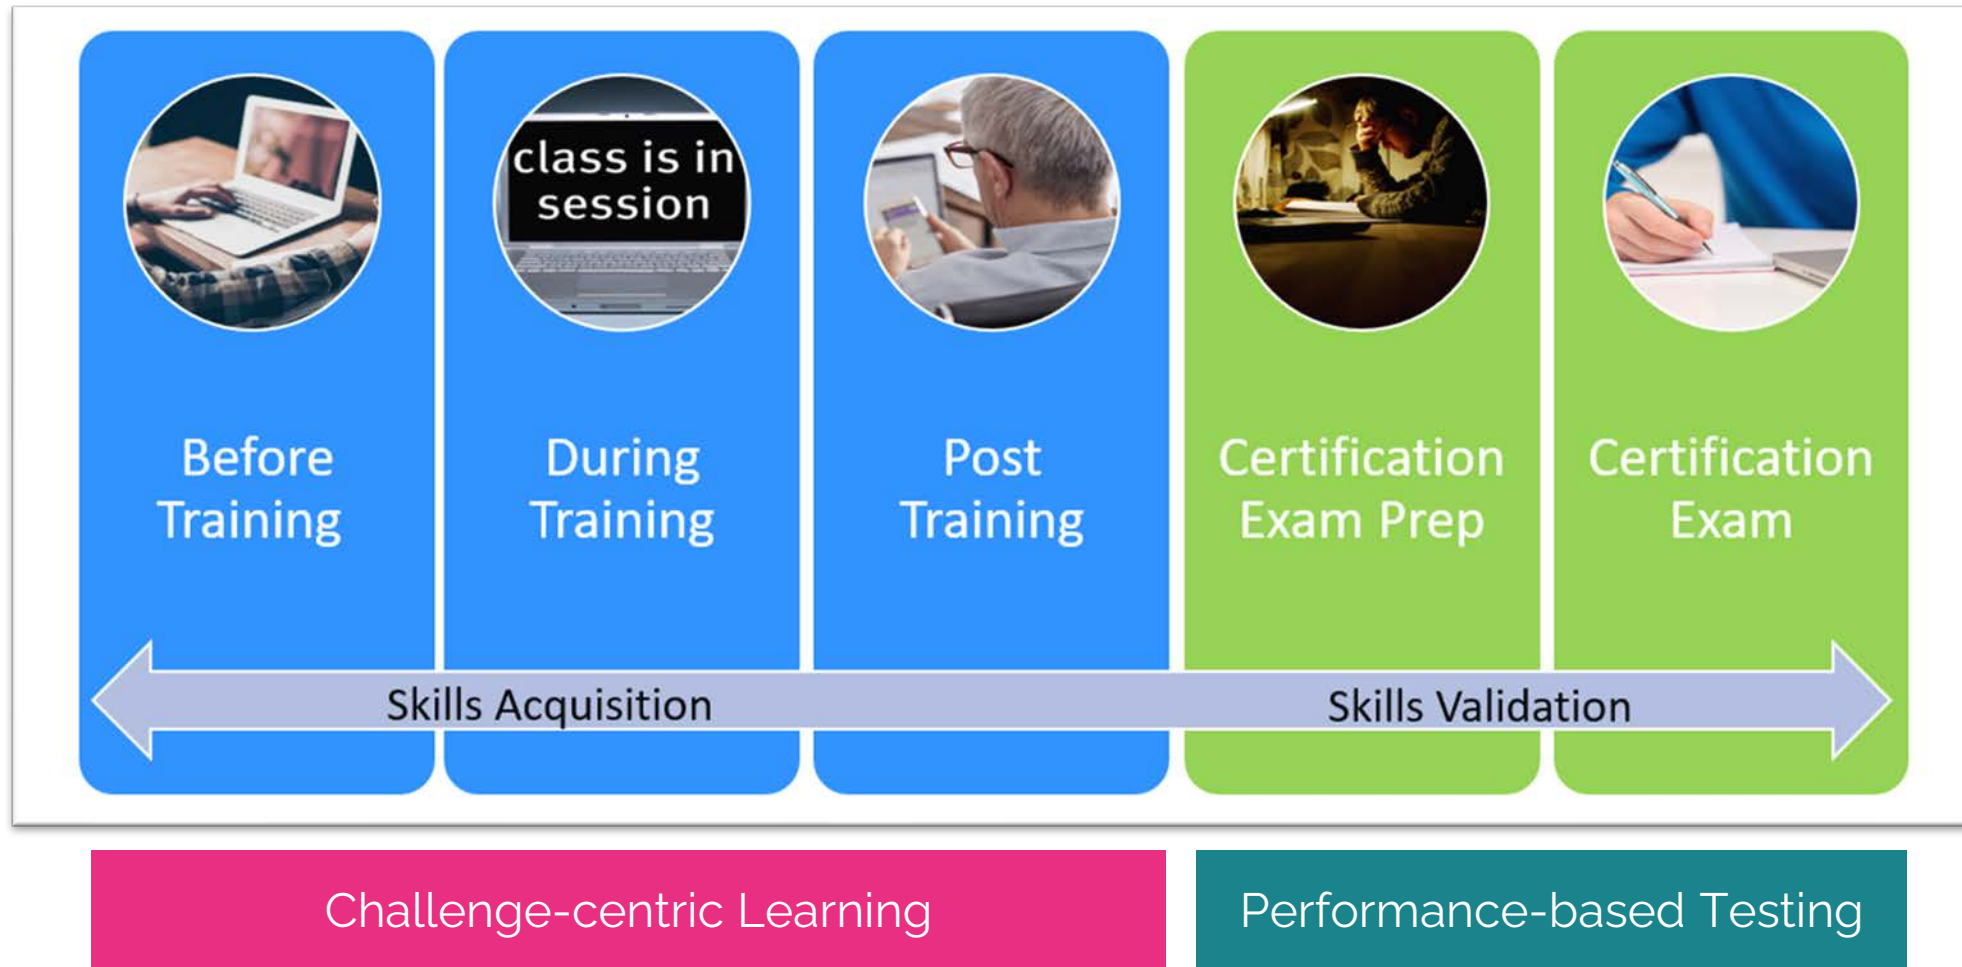 class is in
session
Before
Training
During
Training
Post
Training
Certification
Exam Prep
Certification
Exam
Skills Acquisition
Skills Validation
Challenge-centric Learning
Performance-based Testing